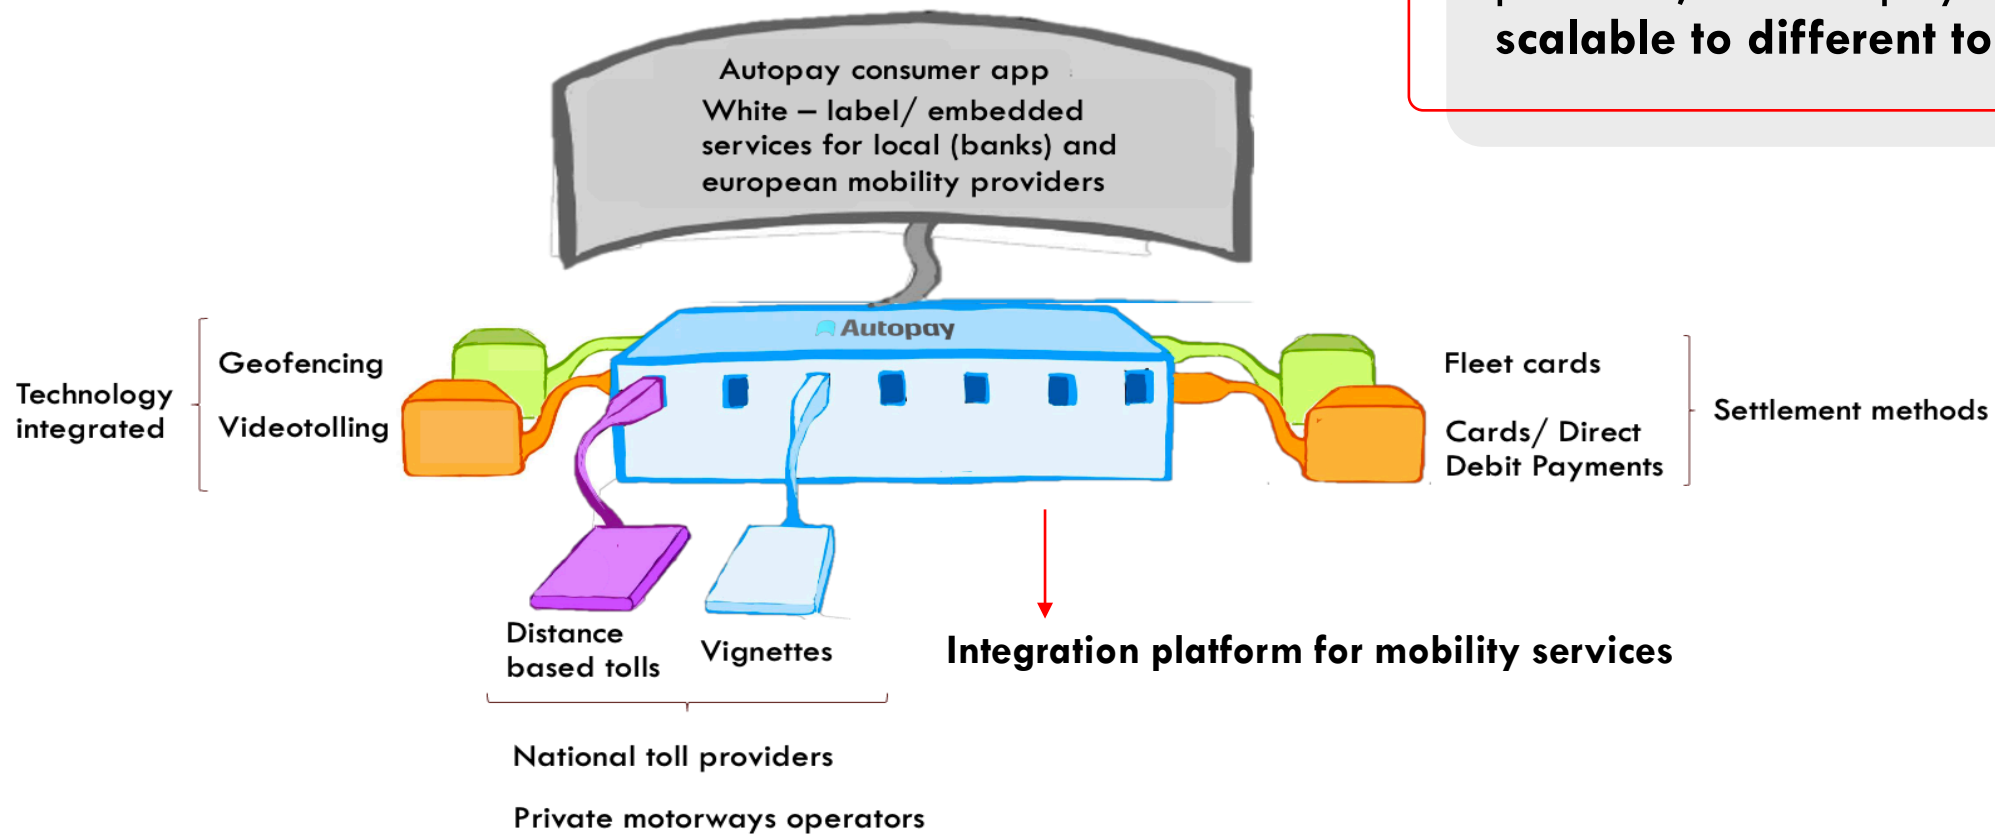 scalable to different to
Autopay consumer app
White – label/ embedded
services for local (banks) and
european mobility providers
Autopay
Technology
integrated
Geofencing
Videotolling
Fleet cards
Cards/ Direct
Debit Payments
Settlement methods
Distance
based tolls
Vignettes
Integration platform for mobility services
National toll providers
Private motorways operators